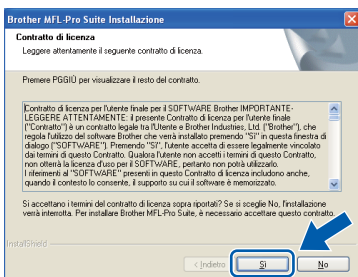 Brother MFL-Pro Suite Installazione
Contratto di licenza
Leggere attentamente il seguente contratto di licenza.
Premere PGGIÙ per visualizzare il resto del contratto.
Contratto di licenza per l'utente finale per il SOFTWARE Brother IMPORTANTE-
LEGGERE ATTENTAMENTE: il presente Contratto di licenza per l'utente finale
("Contratto") è un contratto legale tra l'Utente e Brother Industries, Ltd. ("Brother"), che
regola l'utilizzo del software Brother che verrà installato premendo "Sì" in questa finestra di
dialogo ("SOFTWARE"). Premendo "Sì", l'utente accetta di essere legalmente vincolato
dai termini di questo Contratto. Qualora l'utente non accetti i termini di questo Contratto,
non otterrà la licenza d'uso per il SOFTWARE, pertanto non potrà utilizzarlo.
I riferimenti al "SOFTWARE" presenti in questo Contratto di licenza includono anche,
quando il contesto lo consente, il supporto su cui il software è memorizzato.
Si accettano i termini del contratto di licenza sopra riportati? Se si sceglie No, l'installazione
verrà interrotta. Per installare Brother MFL-Pro Suite, è necessario accettare questo contratto.
InstallShield
< Indietro
Sì
No